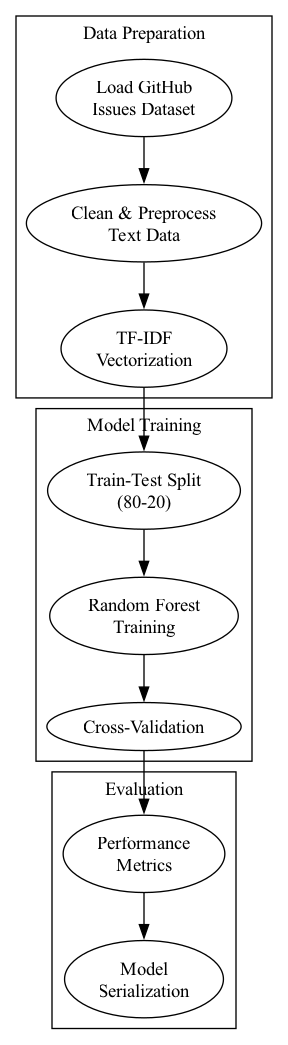 Data Preparation
Load GitHub
Issues Dataset
Clean & Preprocess
Text Data
TF-IDF
Vectorization
Model Training
Train-Test Split
(80-20)
Random Forest
Training
Cross-Validation
Evaluation
Performance
Metrics
Model
Serialization